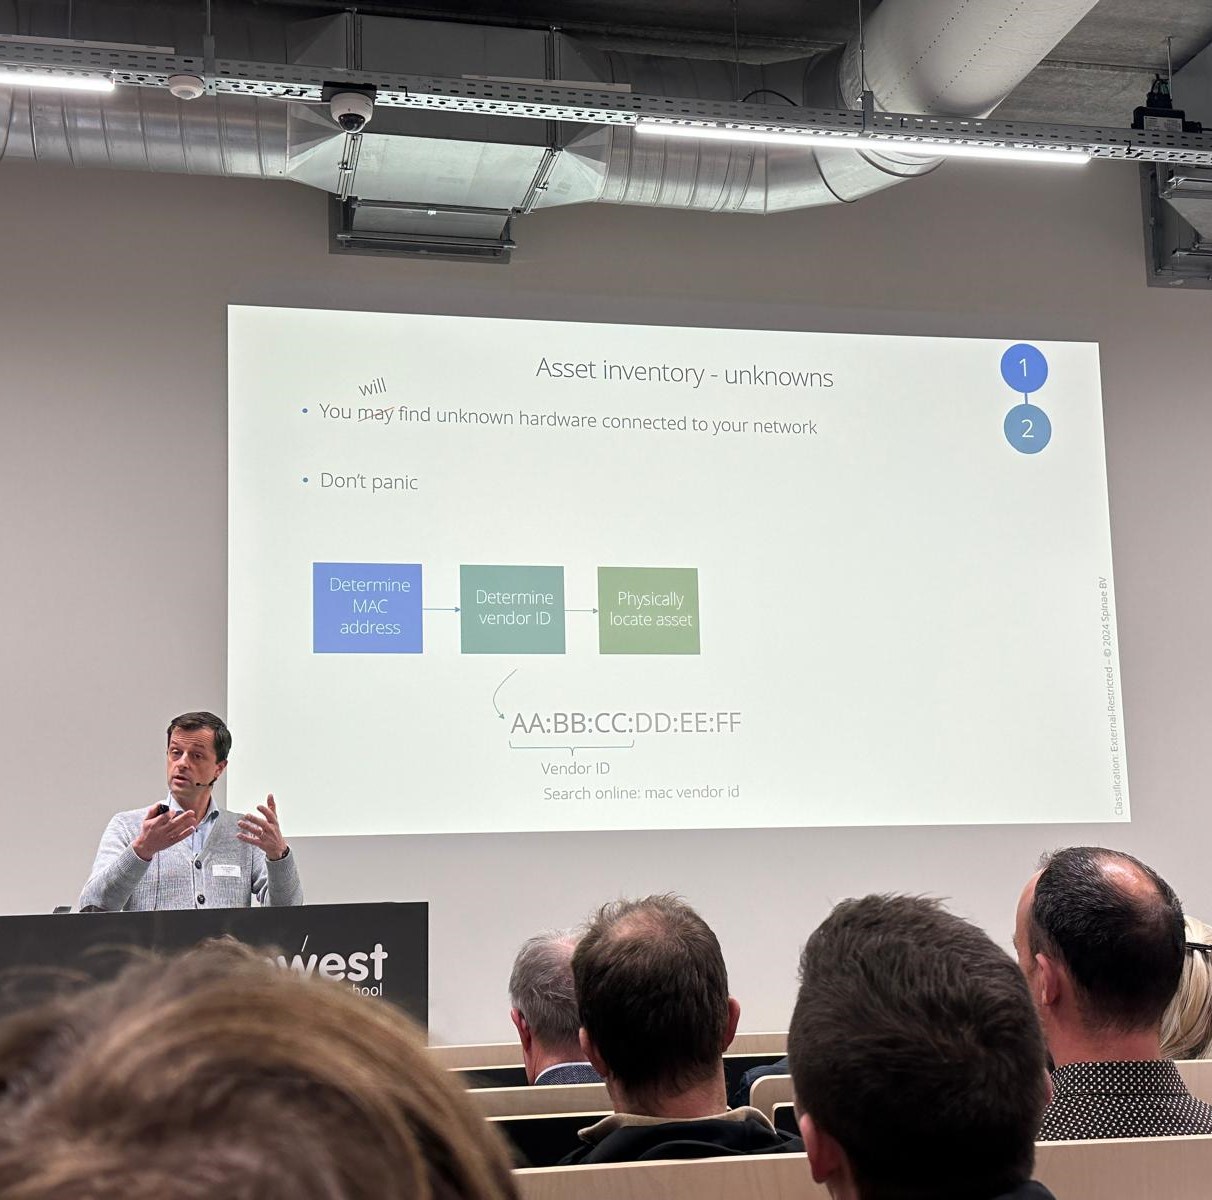 Asset inventory - unknowns
1
2
will
• You may find unknown hardware connected to your network
• Don't panic
Determine
MAC
address
Determine
vendor ID
Physically
locate asset
AA:BB:CC:DD:EE:FF
Vendor ID
Search online: mac vendor id
Classification: External-Restricted – © 2024 Spinae BV
west
hool